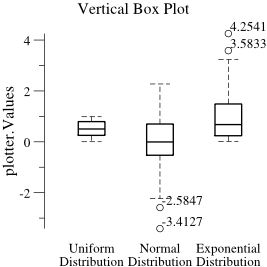 Vertical Box Plot
4.2541
3.5833
4
2
0
-2
plotter.Values
-2.5847
-3.4127
Uniform Normal Exponential
Distribution Distribution Distribution